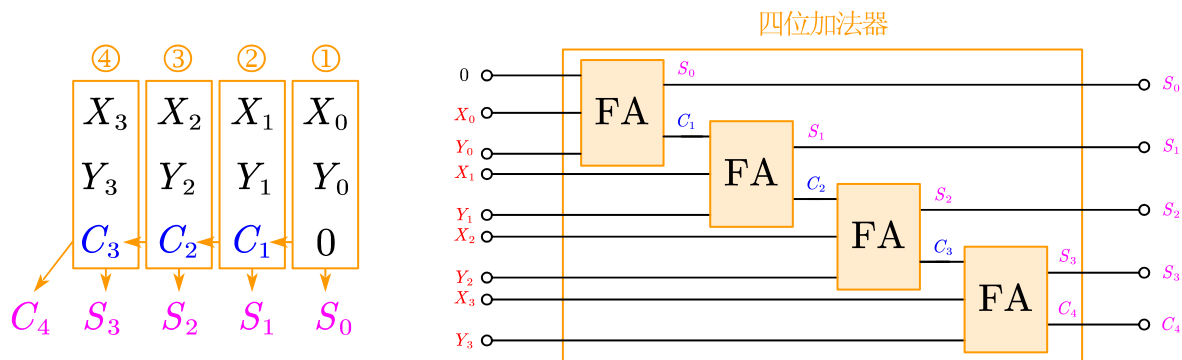 ④ ③ ② ①
X₃ X₂ X₁ X₀
Y₃ Y₂ Y₁ Y₀
C₃ C₂ C₁ 0
C₄ S₃ S₂ S₁ S₀
四位加法器
0
X₀
Y₀
X₁
Y₁
X₂
Y₂
X₃
Y₃
FA
S₀
C₁
FA
S₁
C₂
FA
S₂
C₃
FA
S₃
C₄
S₀
S₁
S₂
S₃
C₄